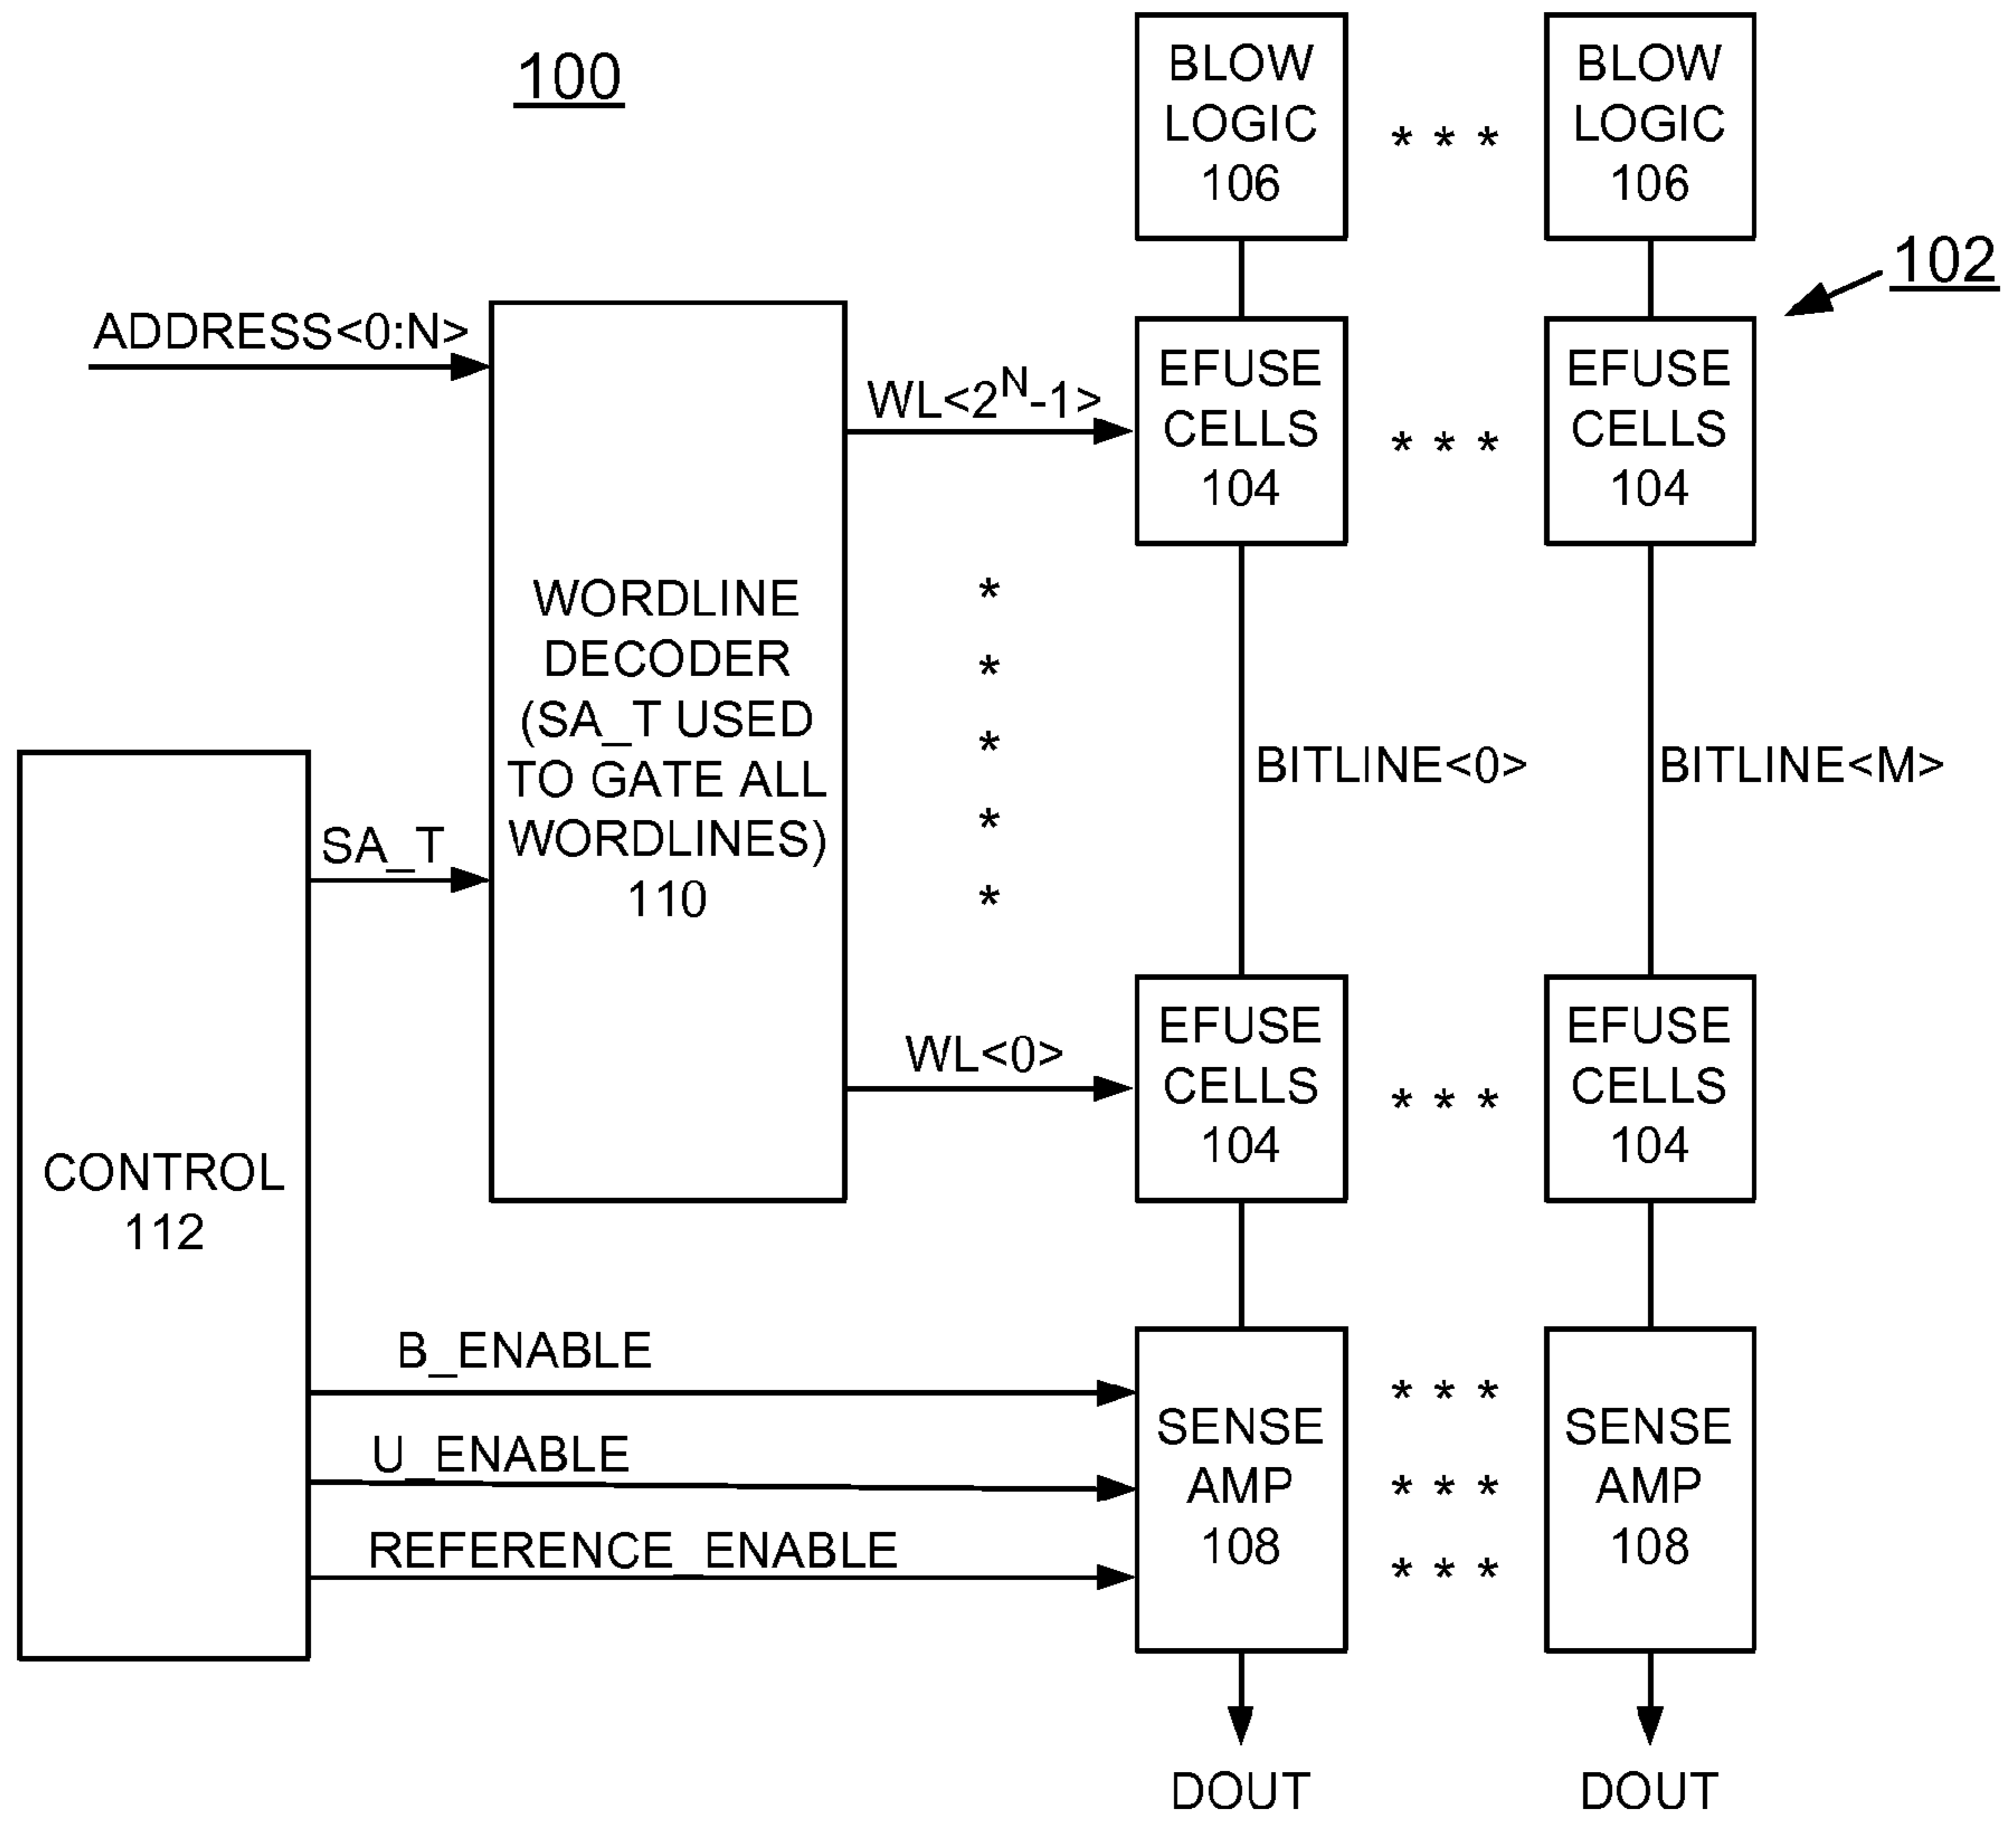 100
BLOW
LOGIC
106
* * *
BLOW
LOGIC
106
102
ADDRESS<0:N>
WL<2^N-1>
EFUSE
CELLS
104
* * *
EFUSE
CELLS
104
WORDLINE
DECODER
(SA_T USED
TO GATE ALL
WORDLINES)
110
*
*
*
*
*
BITLINE<0>
BITLINE<M>
SA_T
CONTROL
112
WL<0>
EFUSE
CELLS
104
* * *
EFUSE
CELLS
104
B_ENABLE
U_ENABLE
REFERENCE_ENABLE
SENSE
AMP
108
* * *
* * *
* * *
SENSE
AMP
108
DOUT
DOUT